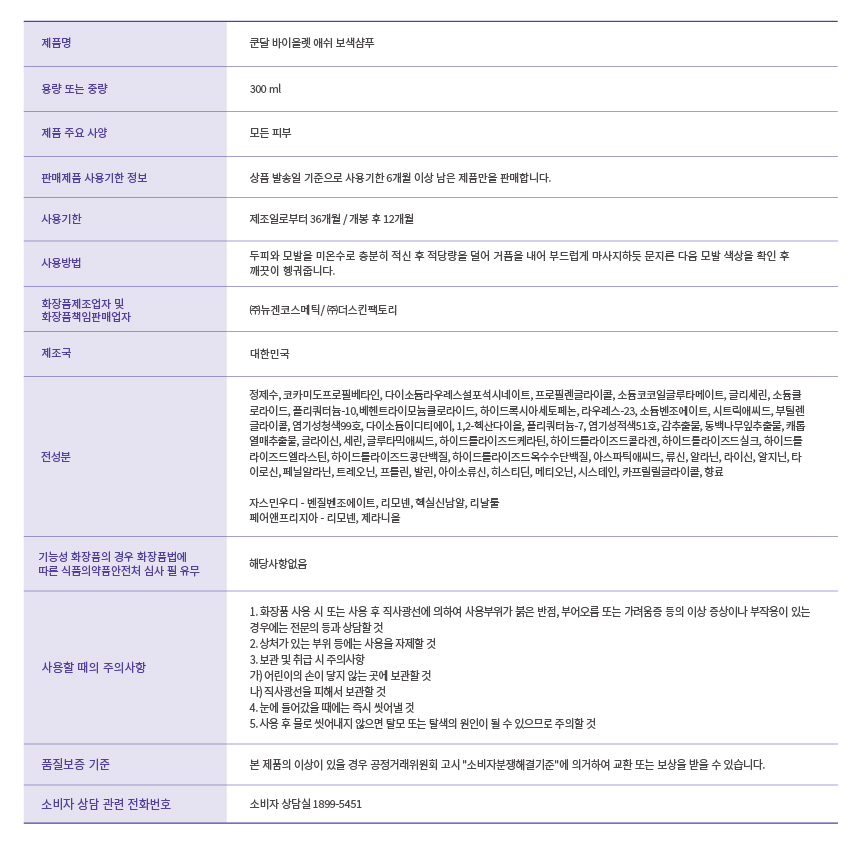 제품명
쿤달 바이올렛 애쉬 보색샴푸
용량 또는 중량
300 ml
제품 주요 사양
모든 피부
판매제품 사용기한 정보
상품 발송일 기준으로 사용기한 6개월 이상 남은 제품만을 판매합니다.
사용기한
제조일로부터 36개월 / 개봉 후 12개월
사용방법
두피와 모발을 미온수로 충분히 적신 후 적당량을 덜어 거품을 내어 부드럽게 마사지하듯 문지른 다음 모발 색상을 확인 후
깨끗이 헹궈줍니다.
화장품제조업자 및
화장품책임판매업자
㈜뉴겐코스메틱/ ㈜더스킨팩토리
제조국
대한민국
전성분
정제수, 코카미도프로필베타인, 다이소듐라우레스설포석시네이트, 프로필렌글라이콜, 소듐코코일글루타메이트, 글리세린, 소듐클
로라이드, 폴리쿼터늄-10,베헨트라이모늄클로라이드, 하이드록시아세토페논, 라우레스-23, 소듐벤조에이트, 시트릭애씨드, 부틸렌
글라이콜, 염기성청색99호, 다이소듐이디티에이, 1,2-헥산다이올, 폴리쿼터늄-7, 염기성적색51호, 감추출물, 동백나무잎추출물, 캐롭
열매추출물, 글라이신, 세린, 글루타믹애씨드, 하이드롤라이즈드케라틴, 하이드롤라이즈드콜라겐, 하이드롤라이즈드실크, 하이드롤
라이즈드엘라스틴, 하이드롤라이즈드콩단백질, 하이드롤라이즈드옥수수단백질, 아스파틱애씨드, 류신, 알라닌, 라이신, 알지닌, 타
이로신, 페닐알라닌, 트레오닌, 프롤린, 발린, 아이소류신, 히스티딘, 메티오닌, 시스테인, 카프릴릴글라이콜, 향료
자스민우디 - 벤질벤조에이트, 리모넨, 헥실신남알, 리날룰
페어앤프리지아 - 리모넨, 제라니올
기능성 화장품의 경우 화장품법에
따른 식품의약품안전처 심사 필 유무
해당사항없음
사용할 때의 주의사항
1. 화장품 사용 시 또는 사용 후 직사광선에 의하여 사용부위가 붉은 반점, 부어오름 또는 가려움증 등의 이상 증상이나 부작용이 있는
경우에는 전문의 등과 상담할 것
2. 상처가 있는 부위 등에는 사용을 자제할 것
3. 보관 및 취급 시 주의사항
가) 어린이의 손이 닿지 않는 곳에 보관할 것
나) 직사광선을 피해서 보관할 것
4. 눈에 들어갔을 때에는 즉시 씻어낼 것
5. 사용 후 물로 씻어내지 않으면 탈모 또는 탈색의 원인이 될 수 있으므로 주의할 것
품질보증 기준
본 제품의 이상이 있을 경우 공정거래위원회 고시 "소비자분쟁해결기준"에 의거하여 교환 또는 보상을 받을 수 있습니다.
소비자 상담 관련 전화번호
소비자 상담실 1899-5451